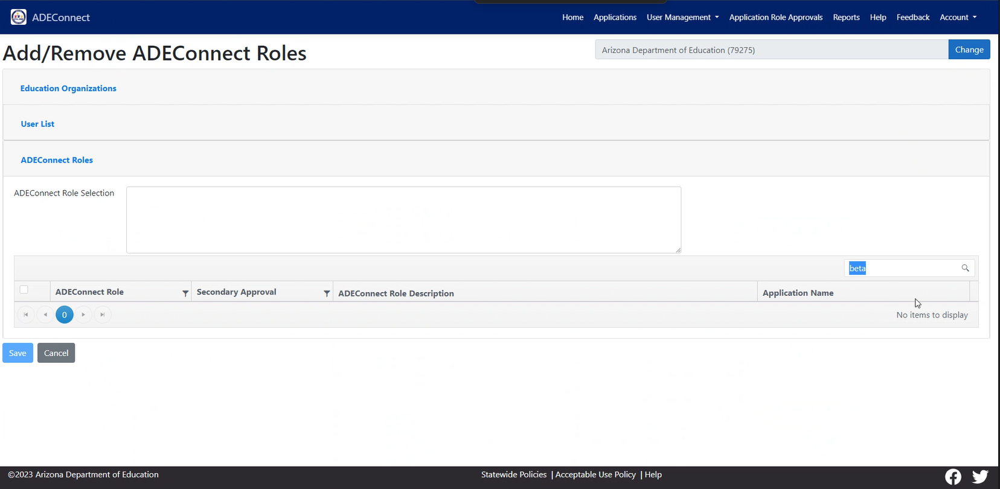 ADEConnect
Home Applications User Management Application Role Approvals Reports Help Feedback Account
Add/Remove ADEConnect Roles
Arizona Department of Education (79275) Change
Education Organizations
User List
ADEConnect Roles
ADEConnect Role Selection
beta
ADEConnect Role Secondary Approval ADEConnect Role Description Application Name
0 No items to display
Save Cancel
©2023 Arizona Department of Education Statewide Policies | Acceptable Use Policy | Help